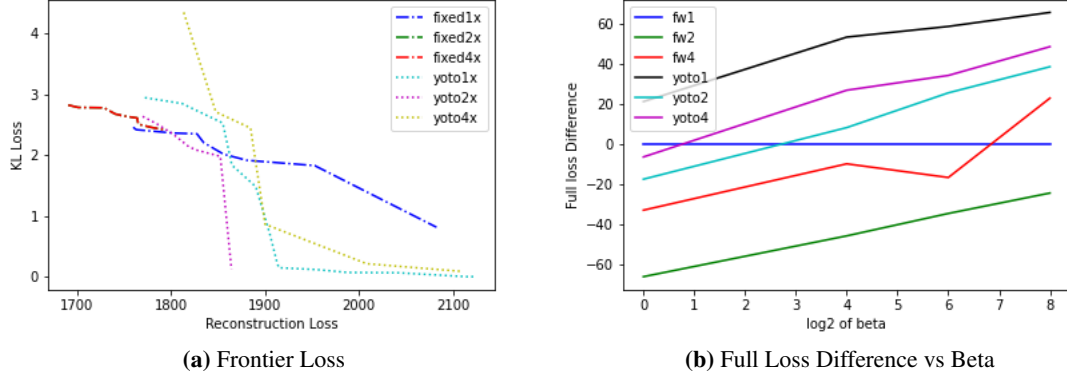 4
3
2
1
0
KL Loss
1700 1800 1900 2000 2100
Reconstruction Loss
fixed1x
fixed2x
fixed4x
yoto1x
yoto2x
yoto4x
(a) Frontier Loss
60
40
20
0
−20
−40
−60
Full loss Difference
0 1 2 3 4 5 6 7 8
log2 of beta
fw1
fw2
fw4
yoto1
yoto2
yoto4
(b) Full Loss Difference vs Beta